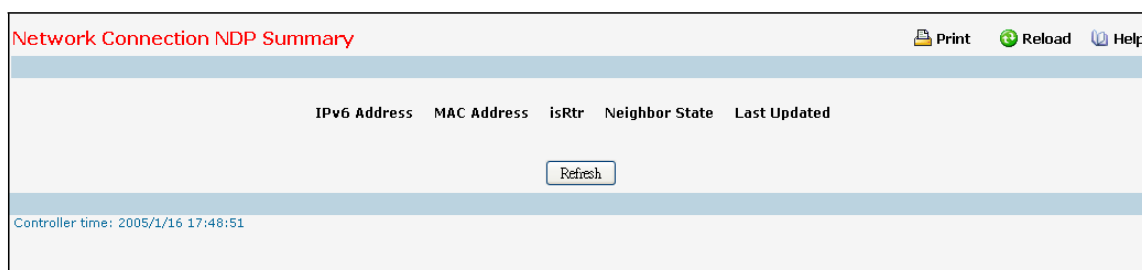 Network Connection NDP Summary Print Reload Help
IPv6 Address MAC Address isRtr Neighbor State Last Updated
Refresh
Controller time: 2005/1/16 17:48:51